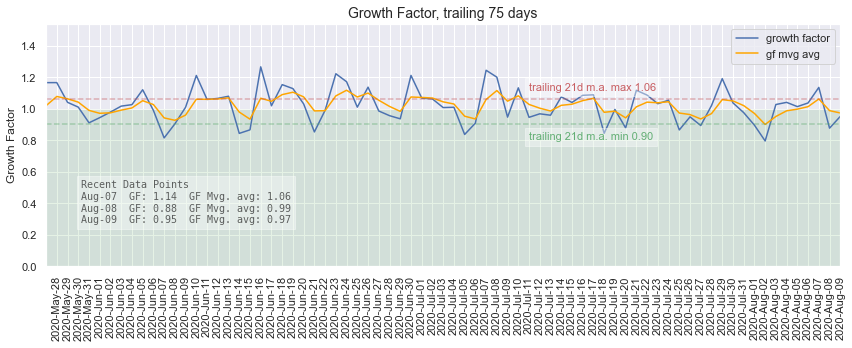 Growth Factor, trailing 75 days
growth factor
gf mvg avg
trailing 21d m.a. max 1.06
trailing 21d m.a. min 0.90
Recent Data Points
Aug-07 GF: 1.14 GF Mvg. avg: 1.06
Aug-08 GF: 0.88 GF Mvg. avg: 0.99
Aug-09 GF: 0.95 GF Mvg. avg: 0.97
Growth Factor
1.4
1.2
1.0
0.8
0.6
0.4
0.2
0.0
2020-May-28
2020-May-29
2020-May-30
2020-May-31
2020-Jun-01
2020-Jun-02
2020-Jun-03
2020-Jun-04
2020-Jun-05
2020-Jun-06
2020-Jun-07
2020-Jun-08
2020-Jun-09
2020-Jun-10
2020-Jun-11
2020-Jun-12
2020-Jun-13
2020-Jun-14
2020-Jun-15
2020-Jun-16
2020-Jun-17
2020-Jun-18
2020-Jun-19
2020-Jun-20
2020-Jun-21
2020-Jun-22
2020-Jun-23
2020-Jun-24
2020-Jun-25
2020-Jun-26
2020-Jun-27
2020-Jun-28
2020-Jun-29
2020-Jun-30
2020-Jul-01
2020-Jul-02
2020-Jul-03
2020-Jul-04
2020-Jul-05
2020-Jul-06
2020-Jul-07
2020-Jul-08
2020-Jul-09
2020-Jul-10
2020-Jul-11
2020-Jul-12
2020-Jul-13
2020-Jul-14
2020-Jul-15
2020-Jul-16
2020-Jul-17
2020-Jul-18
2020-Jul-19
2020-Jul-20
2020-Jul-21
2020-Jul-22
2020-Jul-23
2020-Jul-24
2020-Jul-25
2020-Jul-26
2020-Jul-27
2020-Jul-28
2020-Jul-29
2020-Jul-30
2020-Jul-31
2020-Aug-01
2020-Aug-02
2020-Aug-03
2020-Aug-04
2020-Aug-05
2020-Aug-06
2020-Aug-07
2020-Aug-08
2020-Aug-09